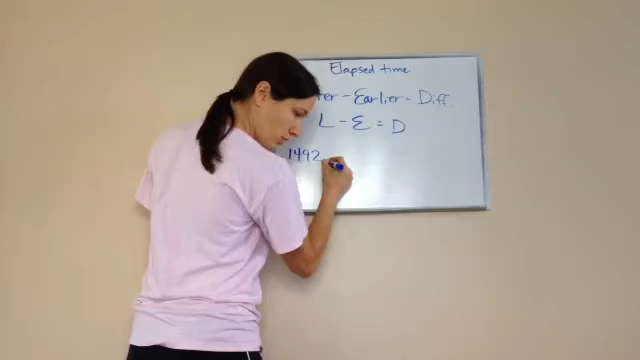 Elapsed time
Earlier - Diff.
L - E = D
1492